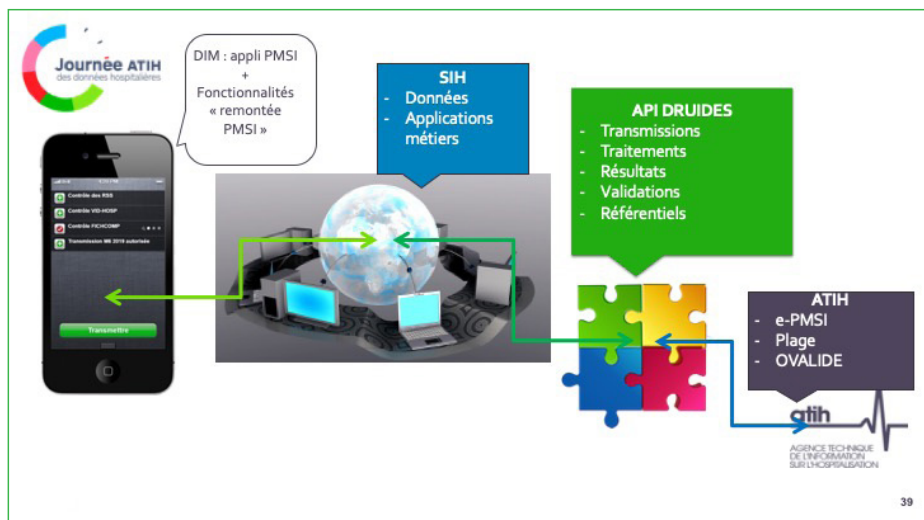 Journée ATIH
des données hospitalières
DIM : appli PMSI
+
Fonctionnalités
« remontée
PMSI »
SIH
- Données
- Applications
métiers
API DRUIDES
- Transmissions
- Traitements
- Résultats
- Validations
- Référentiels
Contrôle des RSS
Contrôle VID-HOSP
Contrôle FICHCOMP
Transmission M6 2019 autorisée
Transmettre
ATIH
- e-PMSI
- Plage
- OVALIDE
atih
AGENCE TECHNIQUE
DE L'INFORMATION
SUR L'HOSPITALISATION
39